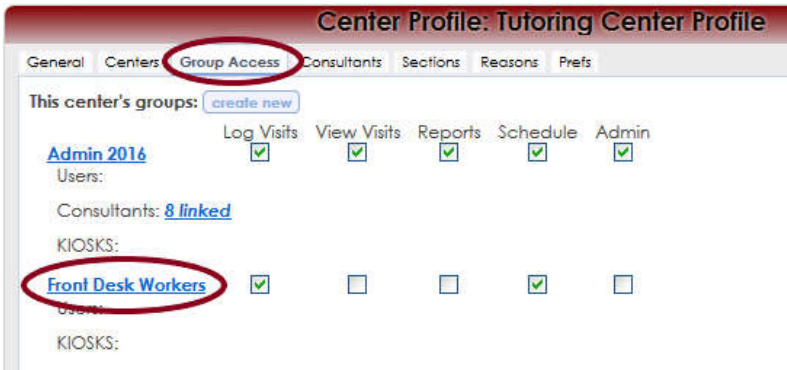 Center Profile: Tutoring Center Profile
General Centers Group Access Consultants Sections Reasons Prefs
This center's groups: create new
Log Visits View Visits Reports Schedule Admin
Admin 2016
Users:
Consultants: 8 linked
KIOSKS:
Front Desk Workers
Users:
KIOSKS: